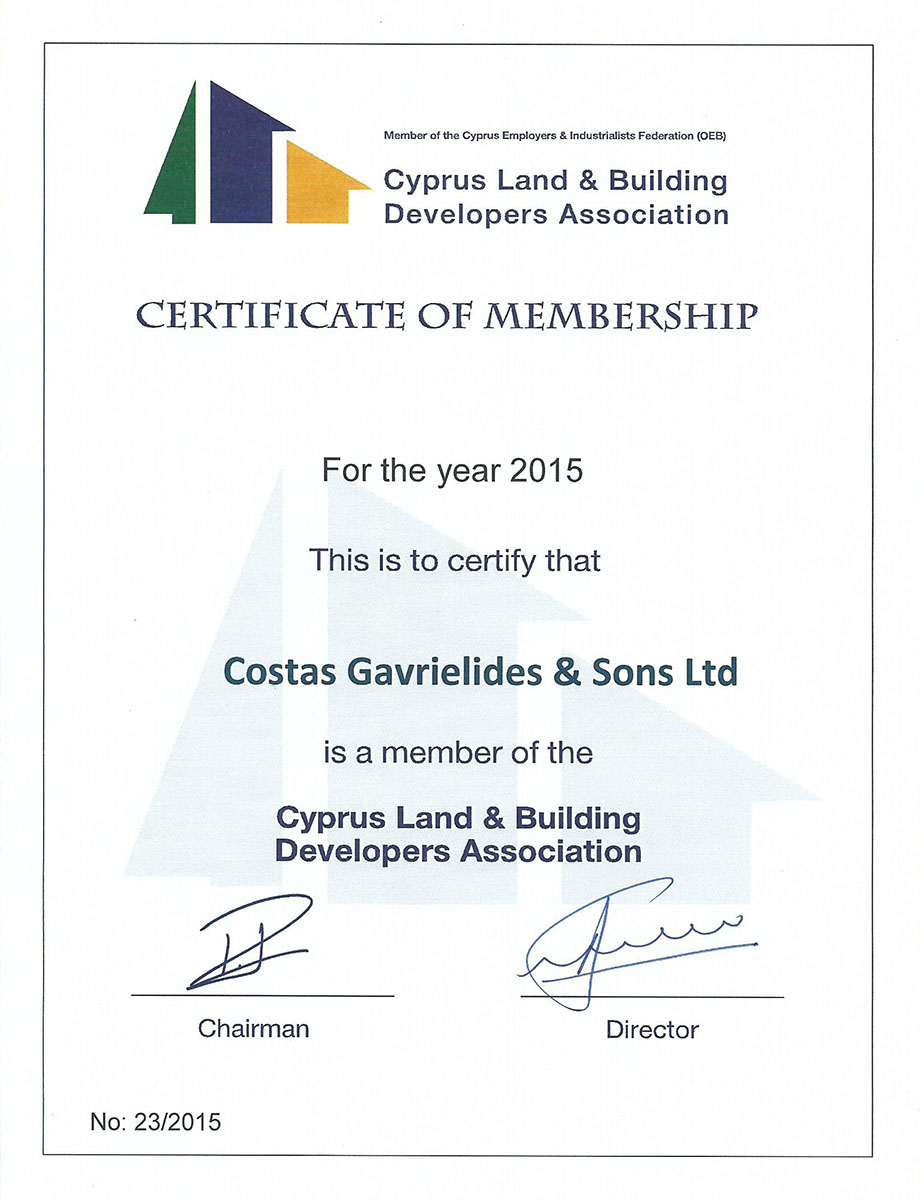 Member of the Cyprus Employers & Industrialists Federation (OEB)
Cyprus Land & Building
Developers Association
CERTIFICATE OF MEMBERSHIP
For the year 2015
This is to certify that
Costas Gavrielides & Sons Ltd
is a member of the
Cyprus Land & Building
Developers Association
Chairman
Director
No: 23/2015